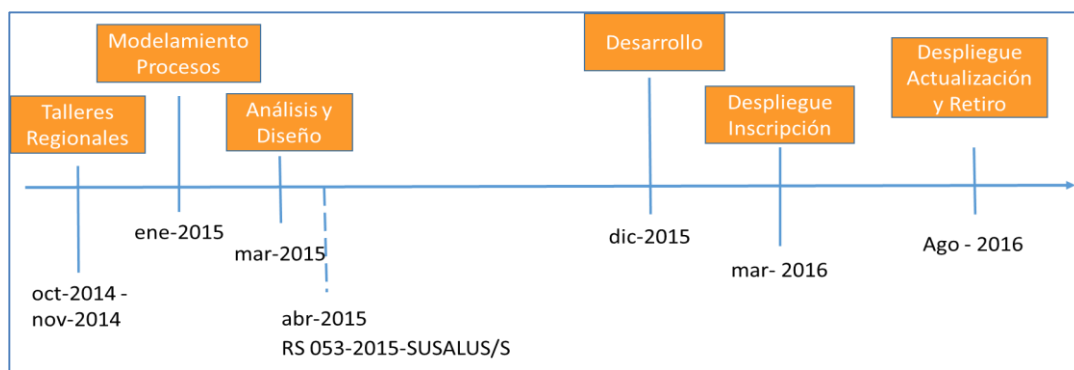 Modelamiento
Procesos
Desarrollo
Despliegue
Actualización
y Retiro
Talleres
Regionales
Análisis y
Diseño
Despliegue
Inscripción
ene-2015
mar-2015
dic-2015
mar- 2016
Ago - 2016
oct-2014 -
nov-2014
abr-2015
RS 053-2015-SUSALUS/S